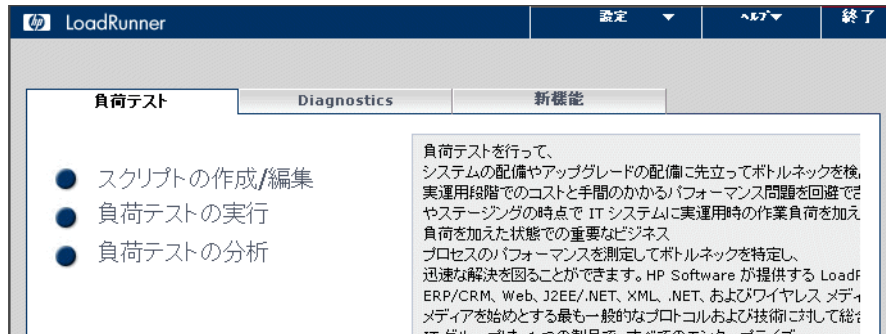 hp LoadRunner
設定 ▼
ヘルプ▼
終了
負荷テスト
Diagnostics
新機能
スクリプトの作成/編集
負荷テストの実行
負荷テストの分析
負荷テストを行って、
システムの配備やアップグレードの配備に先立ってボトルネックを検
実運用段階でのコストと手間のかかるパフォーマンス問題を回避でき
やステージングの時点で IT システムに実運用時の作業負荷を加え
負荷を加えた状態での重要なビジネス
プロセスのパフォーマンスを測定してボトルネックを特定し、
迅速な解決を図ることができます。HP Software が提供する Load
ERP/CRM、Web、J2EE/.NET、XML、.NET、およびワイヤレス メディ
メディアを始めとする最も一般的なプロトコルおよび技術に対して総